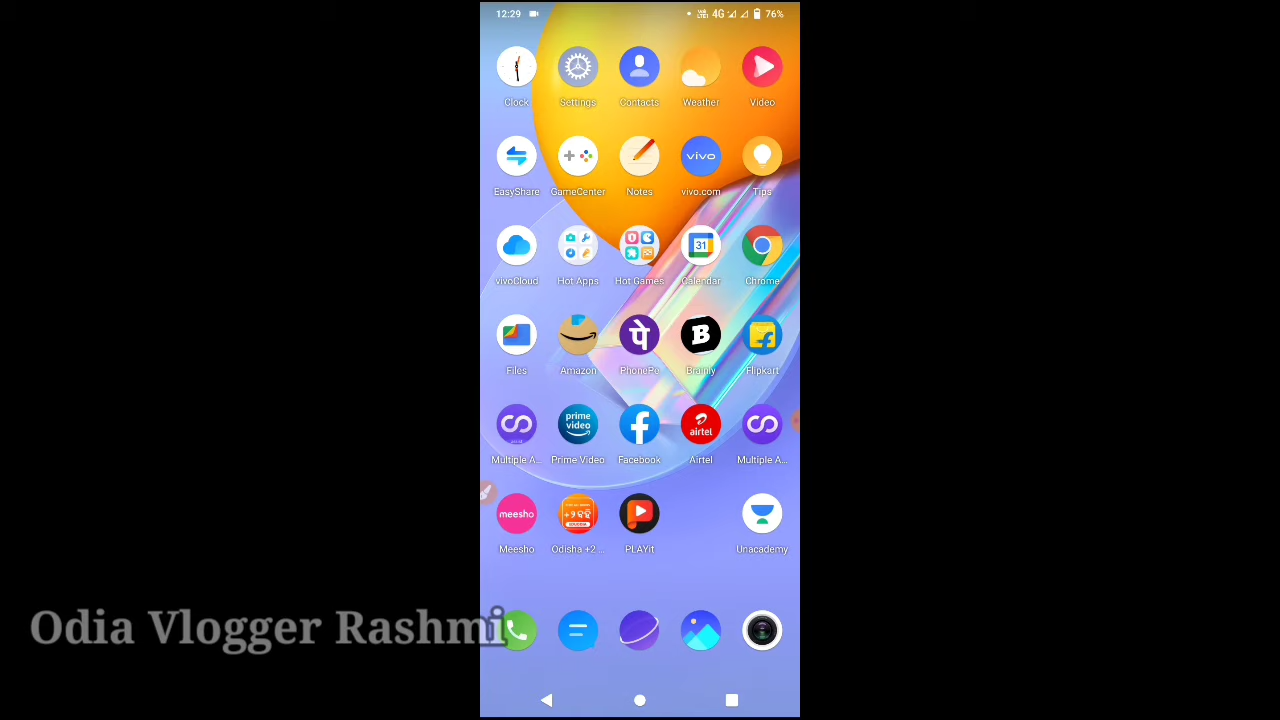 12:29 4G 76%
Clock Settings Contacts Weather Video
vivo
EasyShare GameCenter Notes vivo.com Tips
31
vivoCloud Hot Apps Hot Games Calendar Chrome
पे B
Files Amazon PhonePe Brainly Flipkart
prime video airtel
Multiple A... Prime Video Facebook Airtel Multiple A...
meesho
Meesho Odisha +2... PLAYit Unacademy
Odia Vlogger Rashmi